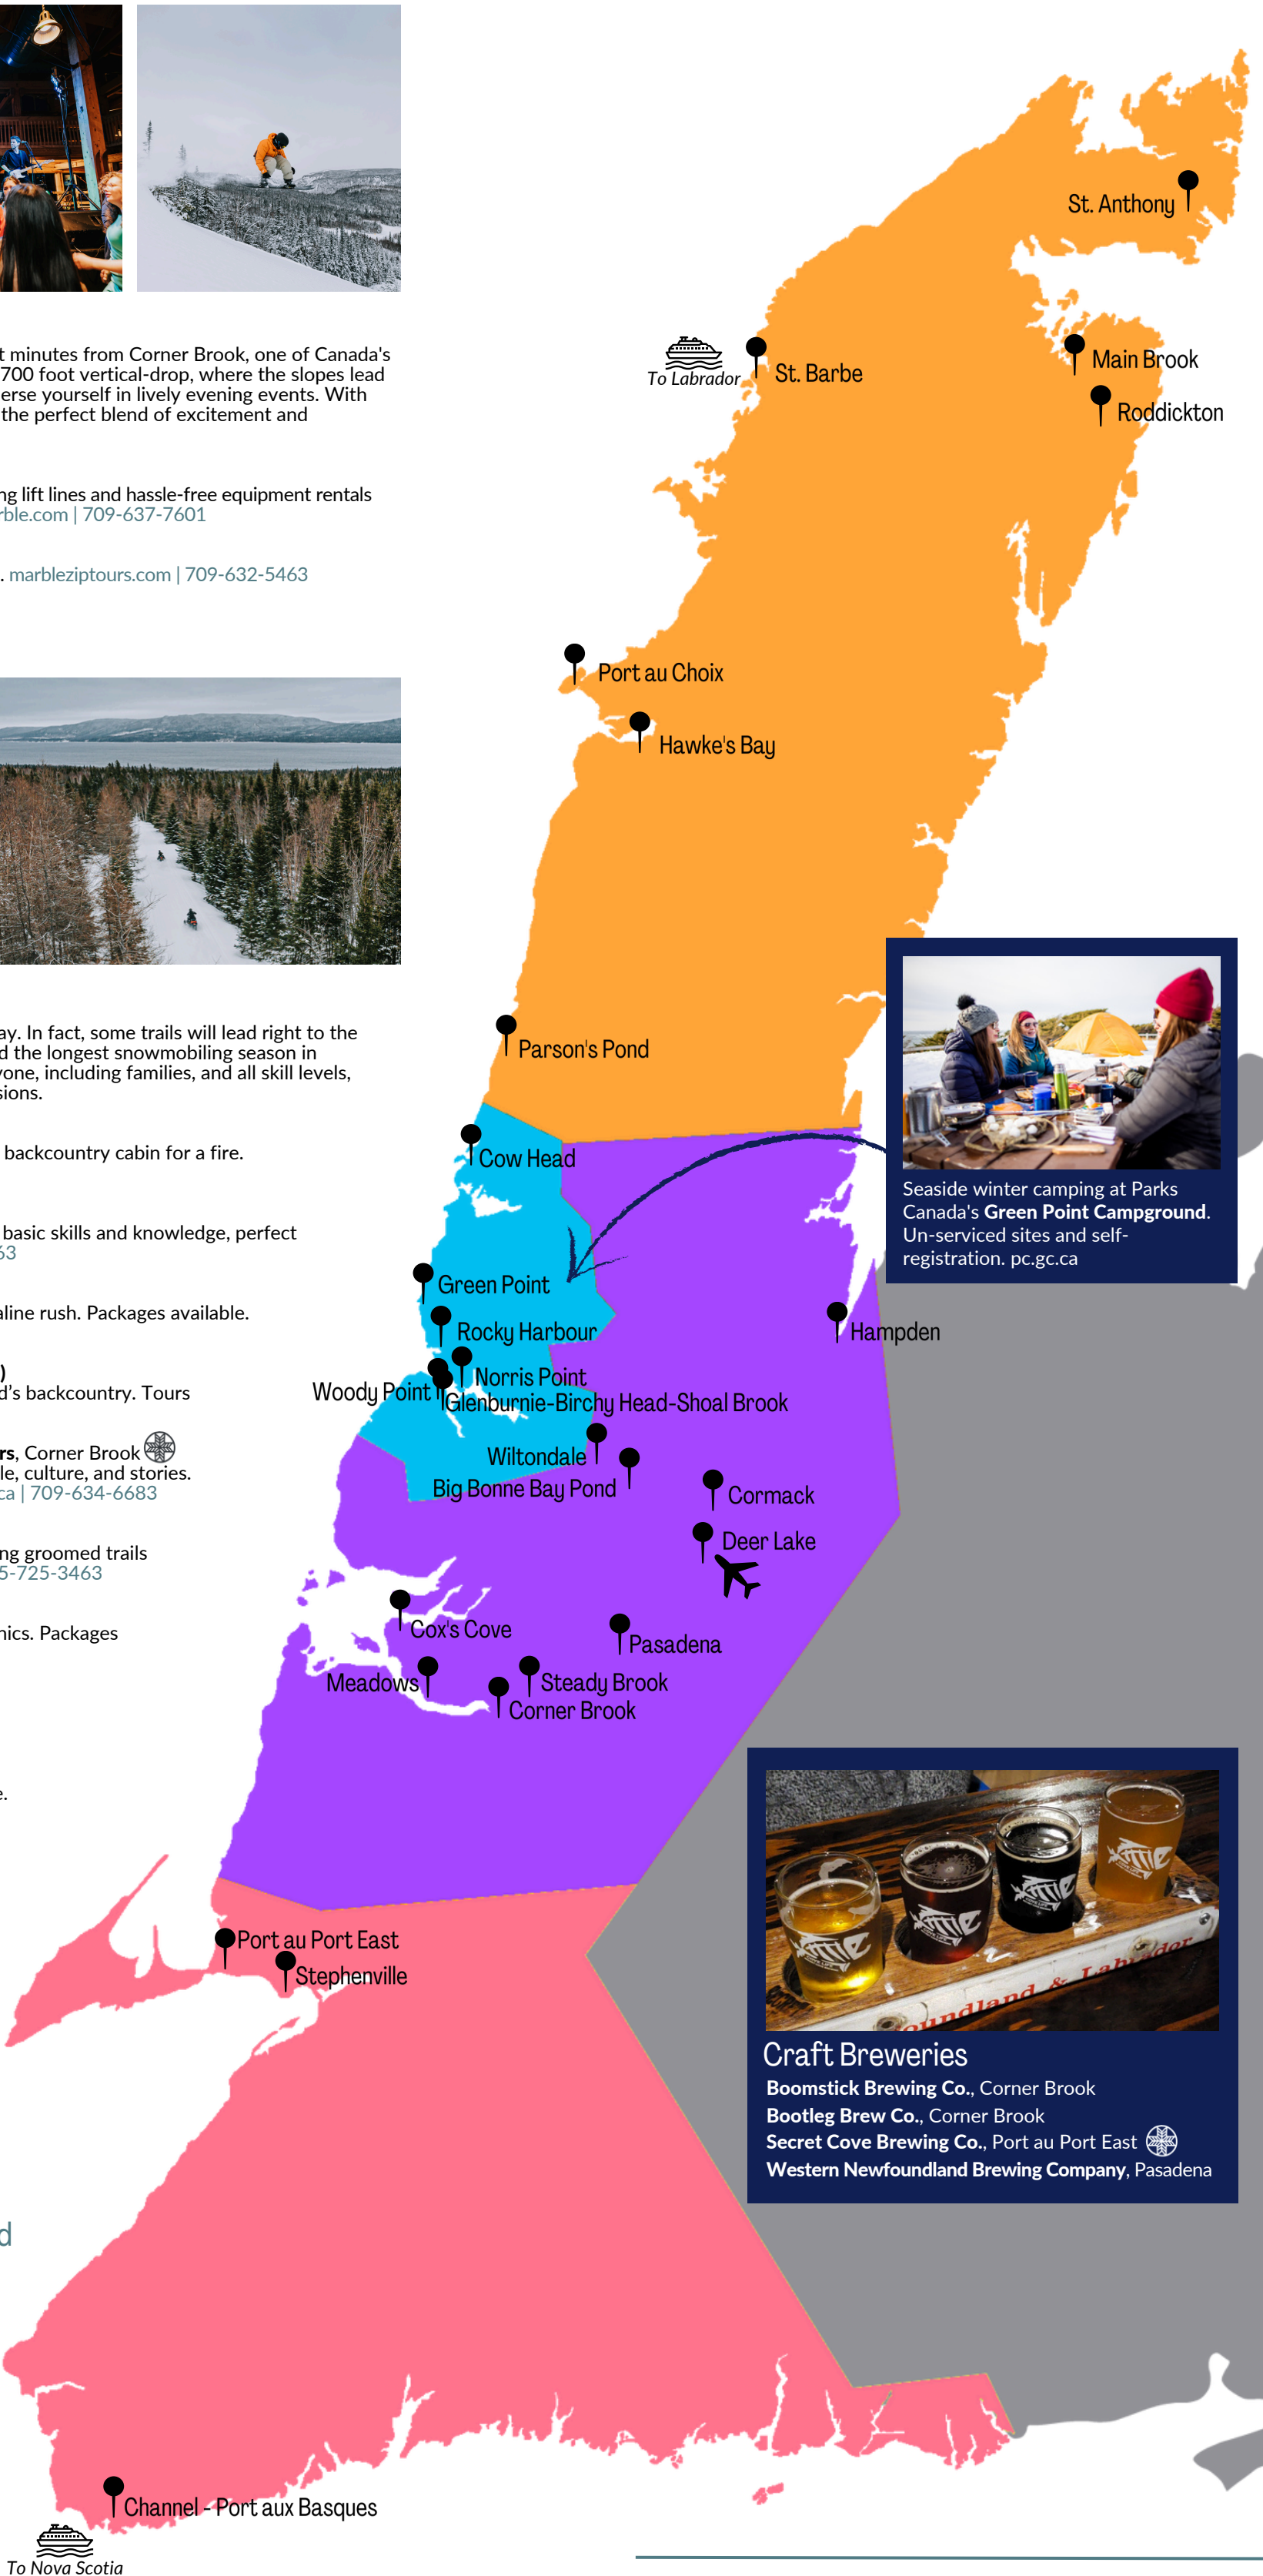 t minutes from Corner Brook, one of Canada's
700 foot vertical-drop, where the slopes lead
erse yourself in lively evening events. With
the perfect blend of excitement and
ng lift lines and hassle-free equipment rentals
rble.com | 709-637-7601
. marbleziptours.com | 709-632-5463
ay. In fact, some trails will lead right to the
d the longest snowmobiling season in
yone, including families, and all skill levels,
sions.
backcountry cabin for a fire.
basic skills and knowledge, perfect
63
aline rush. Packages available.
)
d's backcountry. Tours
rs, Corner Brook
le, culture, and stories.
ca | 709-634-6683
ng groomed trails
5-725-3463
nics. Packages
e.
d
St. Anthony
To Labrador
St. Barbe
Main Brook
Roddickton
Port au Choix
Hawke's Bay
Parson's Pond
Cow Head
Green Point
Rocky Harbour
Norris Point
Woody Point
Glenburnie-Birchy Head-Shoal Brook
Wiltondale
Big Bonne Bay Pond
Hampden
Cormack
Deer Lake
Cox's Cove
Pasadena
Meadows
Steady Brook
Corner Brook
Port au Port East
Stephenville
Channel - Port aux Basques
To Nova Scotia
Seaside winter camping at Parks
Canada's Green Point Campground.
Un-serviced sites and self-
registration. pc.gc.ca
oundland & Labrador
Craft Breweries
Boomstick Brewing Co., Corner Brook
Bootleg Brew Co., Corner Brook
Secret Cove Brewing Co., Port au Port East
Western Newfoundland Brewing Company, Pasadena